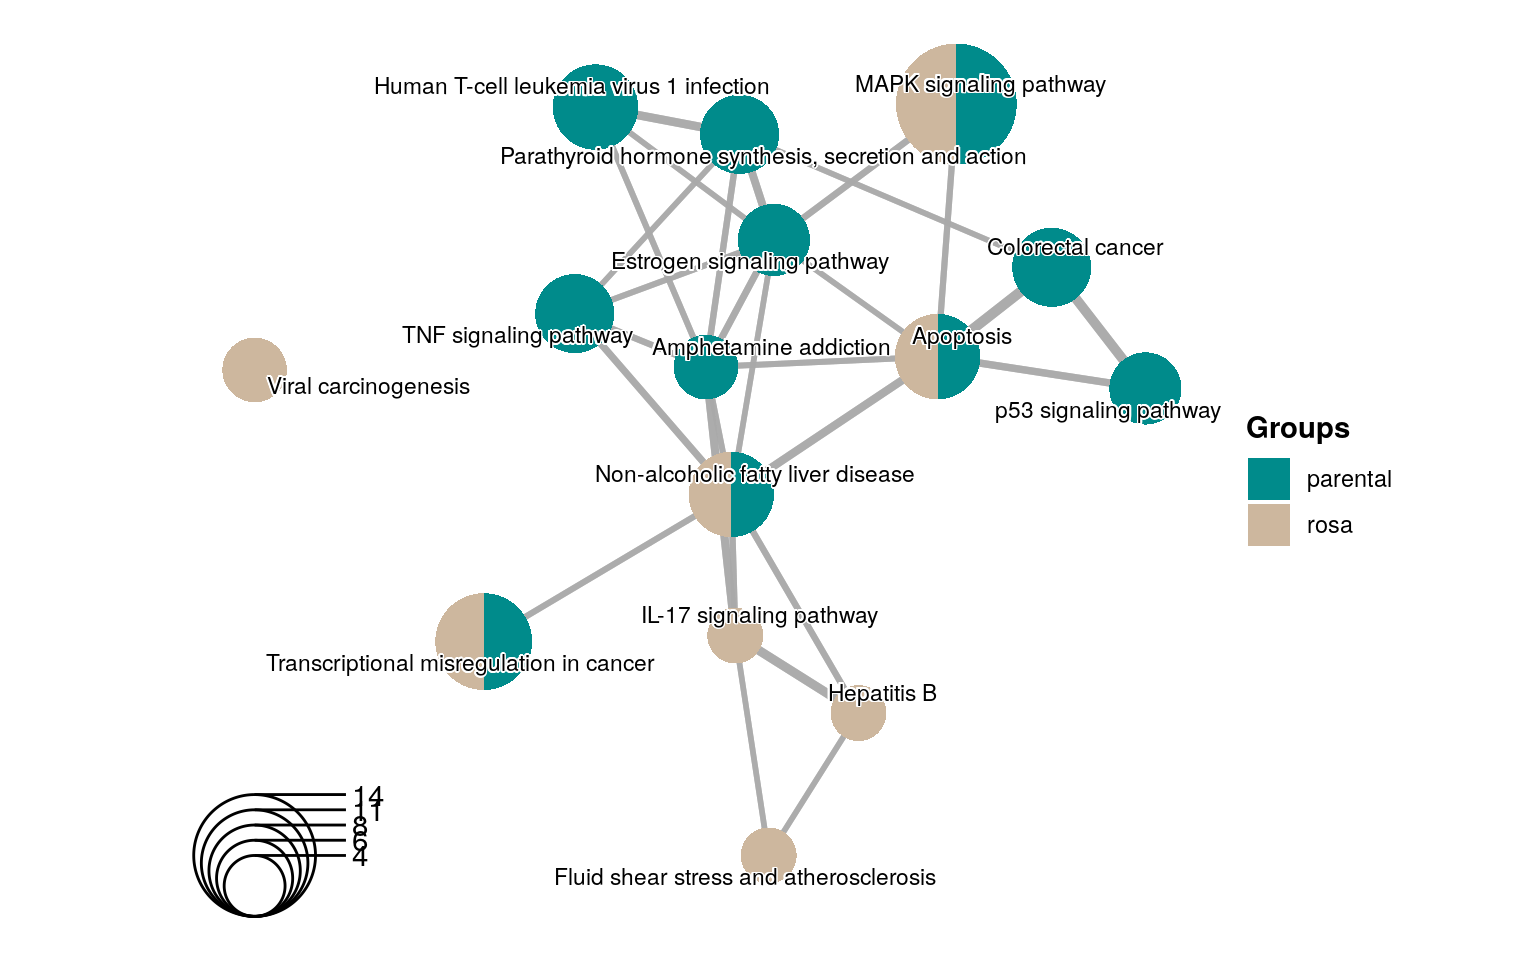 Human T-cell leukemia virus 1 infection
MAPK signaling pathway
Parathyroid hormone synthesis, secretion and action
Colorectal cancer
Estrogen signaling pathway
TNF signaling pathway
Amphetamine addiction
Apoptosis
Viral carcinogenesis
p53 signaling pathway
Groups
parental
rosa
Non-alcoholic fatty liver disease
IL-17 signaling pathway
Transcriptional misregulation in cancer
Hepatitis B
14
11
8
6
4
Fluid shear stress and atherosclerosis